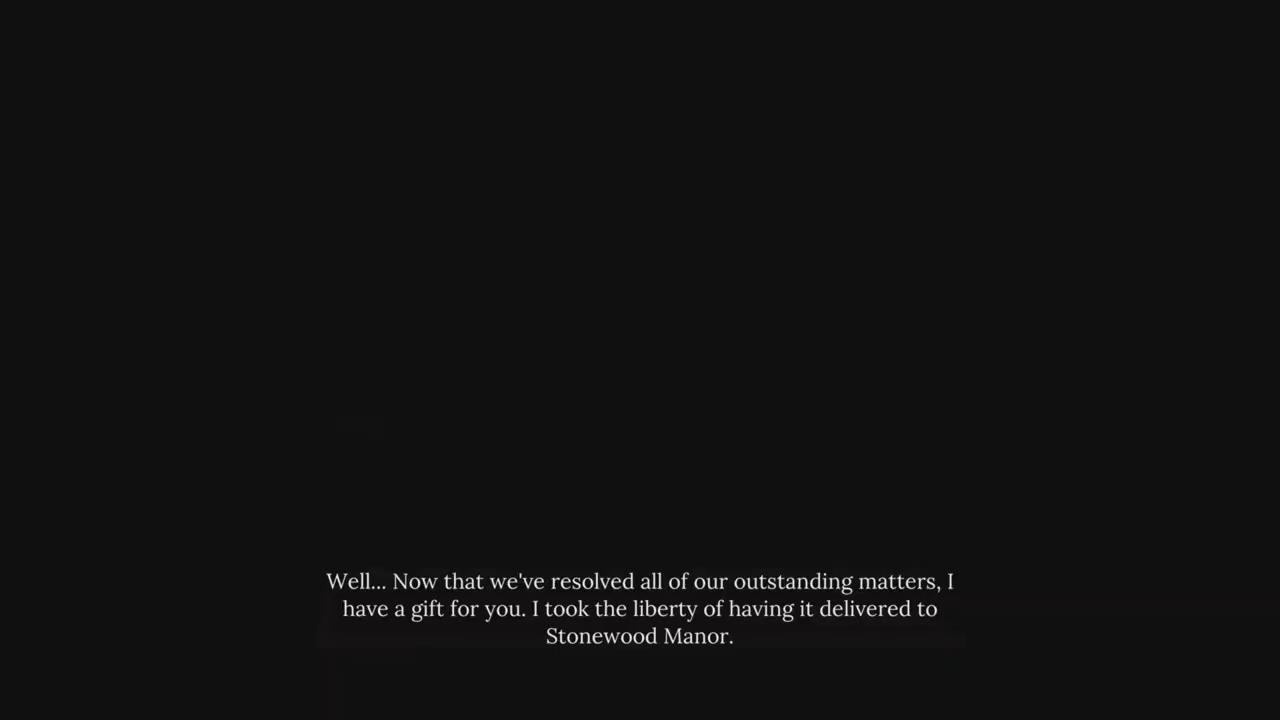 Well... Now that we've resolved all of our outstanding matters, I
have a gift for you. I took the liberty of having it delivered to
Stonewood Manor.